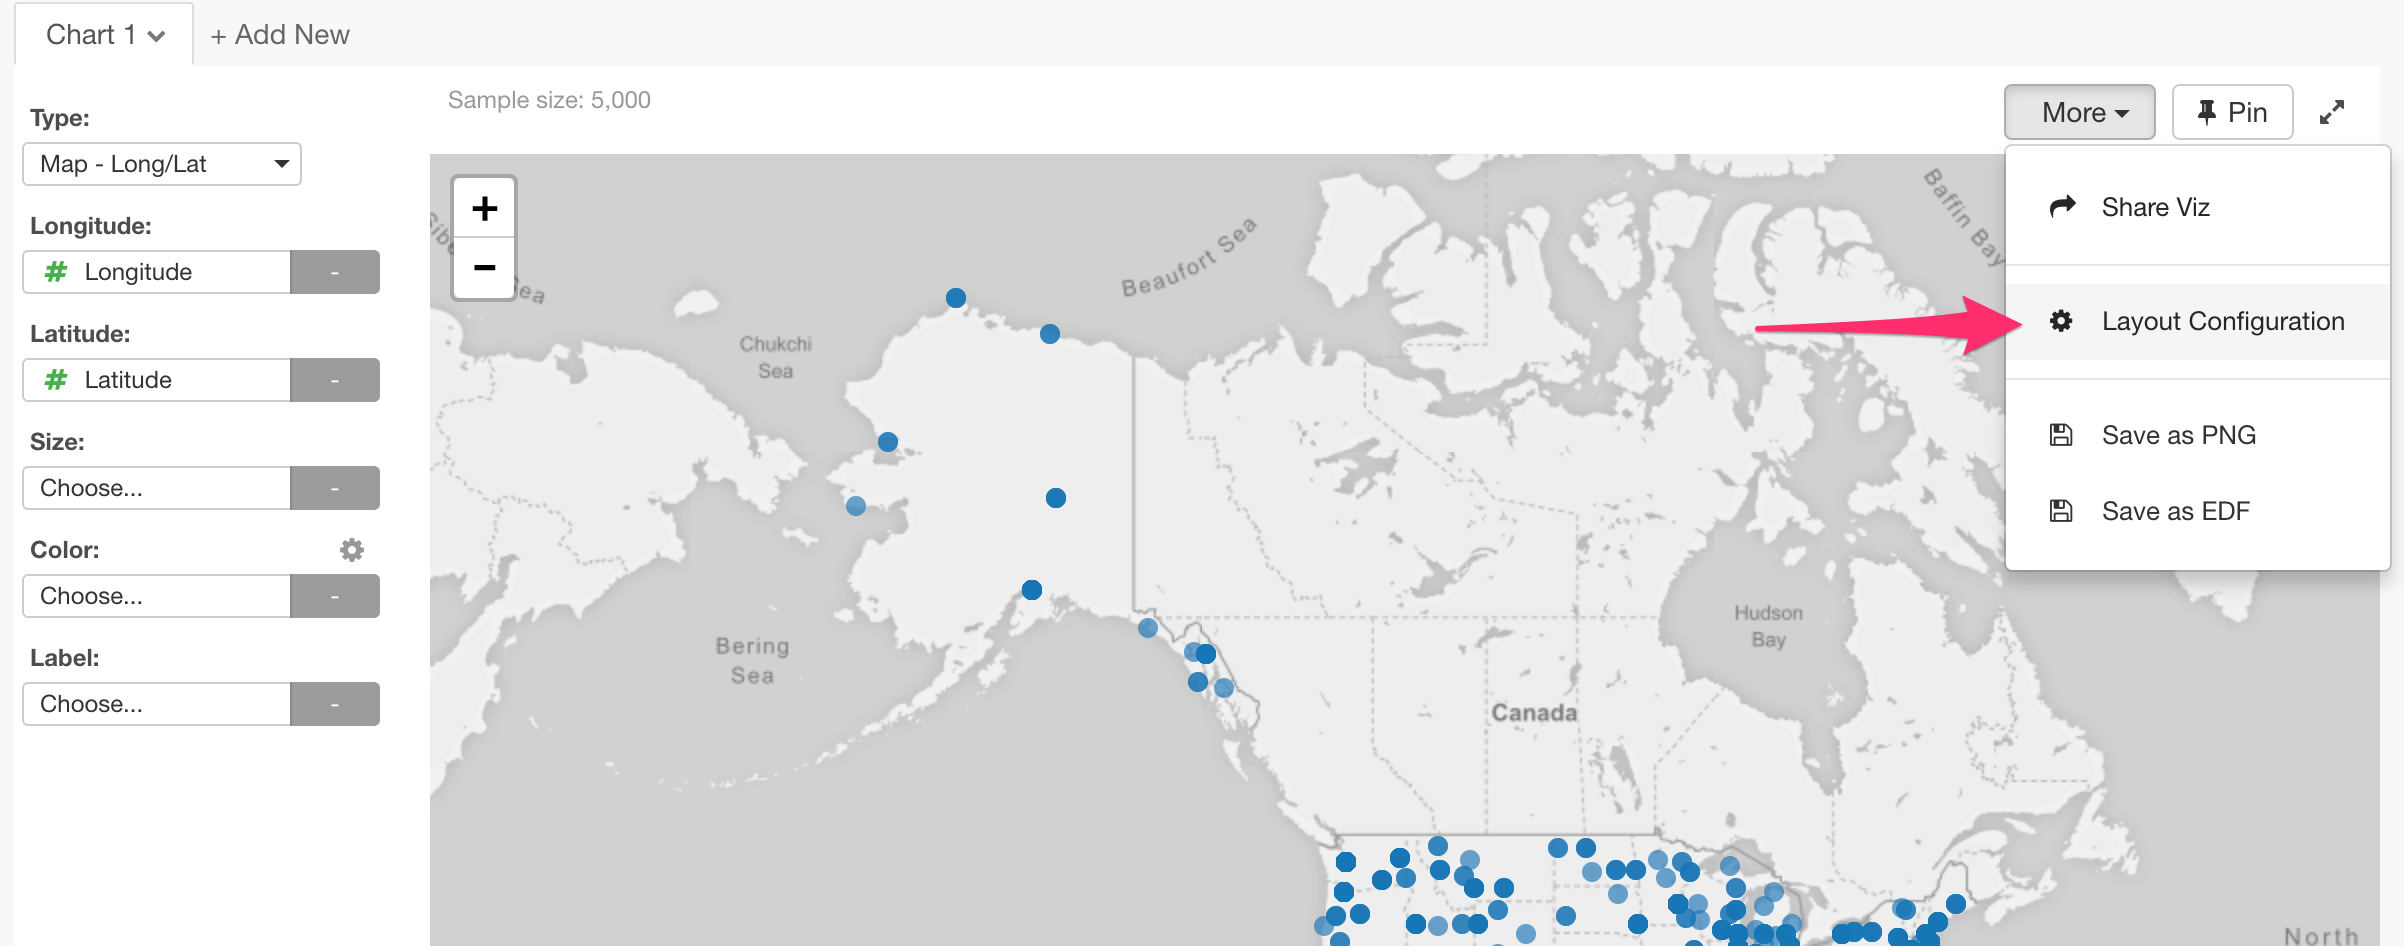 Chart 1
+ Add New
Sample size: 5,000
More
Pin
Type:
Map - Long/Lat
Longitude:
# Longitude
-
Latitude:
# Latitude
-
Size:
Choose...
-
Color:
Choose...
-
Label:
Choose...
-
+
−
Share Viz
Layout Configuration
Save as PNG
Save as EDF
Sea
Chukchi
Sea
Beaufort Sea
Baffin Bay
Bering
Sea
Hudson
Bay
Canada
North